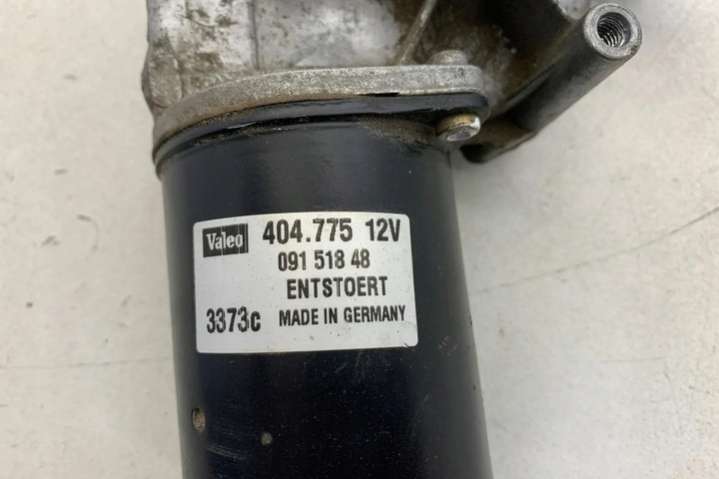 Valeo 404.775 12V
091 518 48
ENTSTOERT
3373c MADE IN GERMANY